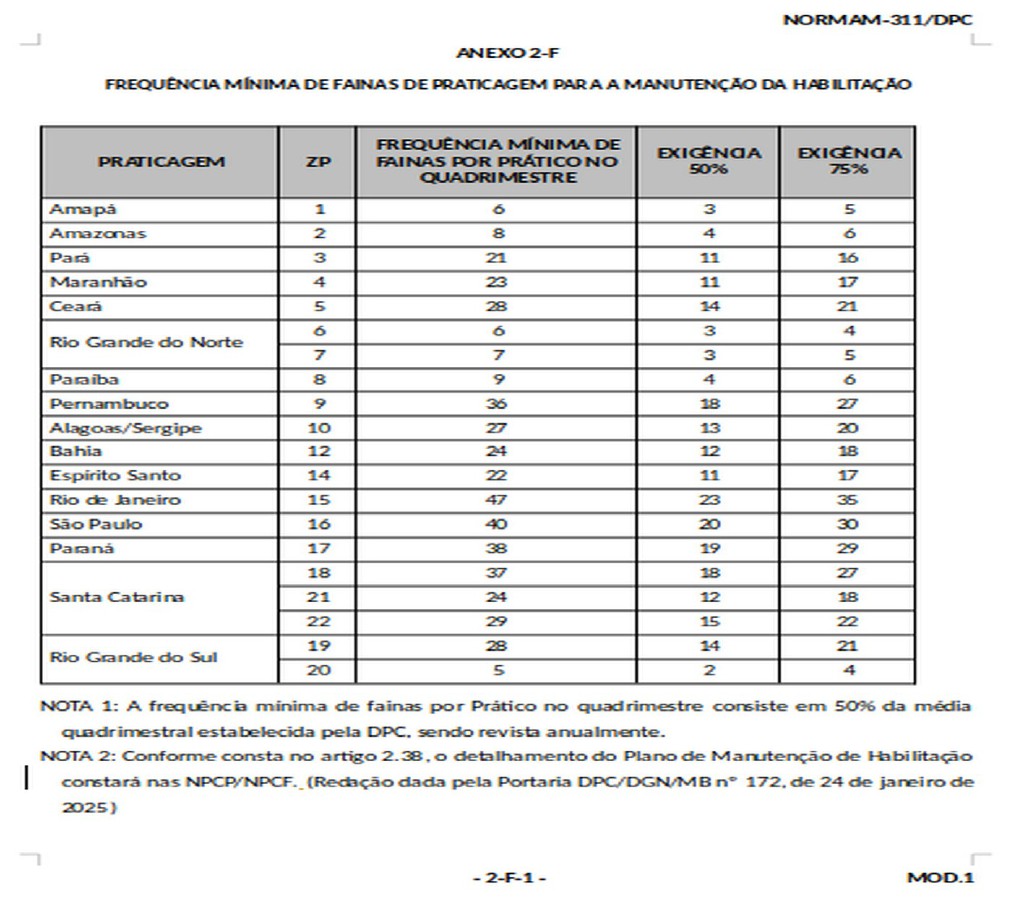 NORMAM-311/DPC
ANEXO 2-F
FREQUÊNCIA MÍNIMA DE FAINAS DE PRATICAGEM PARA A MANUTENÇÃO DA HABILITAÇÃO
PRATICAGEM ZP FREQUÊNCIA MÍNIMA DE FAINAS POR PRÁTICO NO QUADRIMESTRE EXIGÊNCIA 50% EXIGÊNCIA 75%
Amapá 1 6 3 5
Amazonas 2 8 4 6
Pará 3 21 11 16
Maranhão 4 23 11 17
Ceará 5 28 14 21
Rio Grande do Norte 6 6 3 4
7 7 3 5
Paraíba 8 9 4 6
Pernambuco 9 36 18 27
Alagoas/Sergipe 10 27 13 20
Bahia 12 24 12 18
Espírito Santo 14 22 11 17
Rio de Janeiro 15 47 23 35
São Paulo 16 40 20 30
Paraná 17 38 19 29
Santa Catarina 18 37 18 27
21 24 12 18
22 29 15 22
Rio Grande do Sul 19 28 14 21
20 5 2 4
NOTA 1: A frequência mínima de fainas por Prático no quadrimestre consiste em 50% da média
quadrimestral estabelecida pela DPC, sendo revista anualmente.
NOTA 2: Conforme consta no artigo 2.38, o detalhamento do Plano de Manutenção de Habilitação
constará nas NPCP/NPCF. (Redação dada pela Portaria DPC/DGN/MB n° 172, de 24 de janeiro de
2025)
- 2-F-1 -
MOD.1